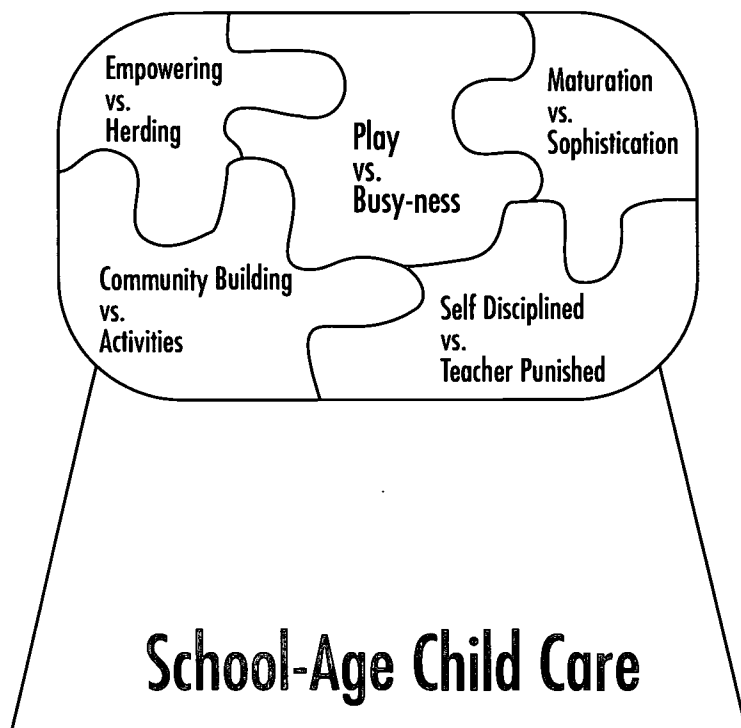 Empowering
vs.
Herding
Play
vs.
Busy-ness
Maturation
vs.
Sophistication
Community Building
vs.
Activities
Self Disciplined
vs.
Teacher Punished
School-Age Child Care